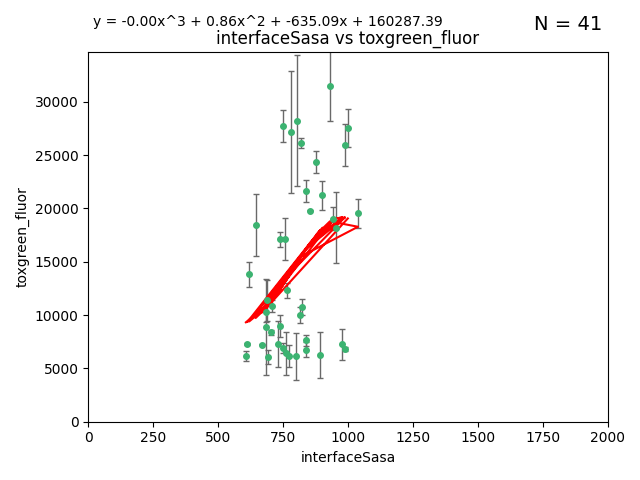 y = -0.00x^3 + 0.86x^2 + -635.09x + 160287.39
N = 41
interfaceSasa vs toxgreen_fluor
toxgreen_fluor
30000
25000
20000
15000
10000
5000
0
0 250 500 750 1000 1250 1500 1750 2000
interfaceSasa